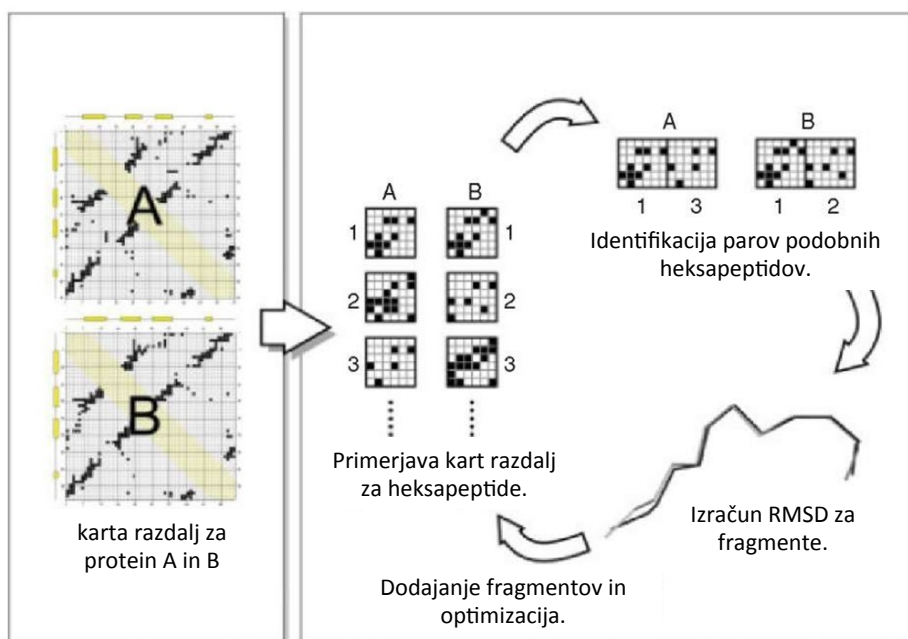 A
B
karta razdalj za
protein A in B
A B
1 1
2 2
3 3
Primerjava kart razdalj
za heksapeptide.
A B
1 3 1 2
Identifikacija parov podobnih
heksapeptidov.
Izračun RMSD za
fragmente.
Dodajanje fragmentov in
optimizacija.